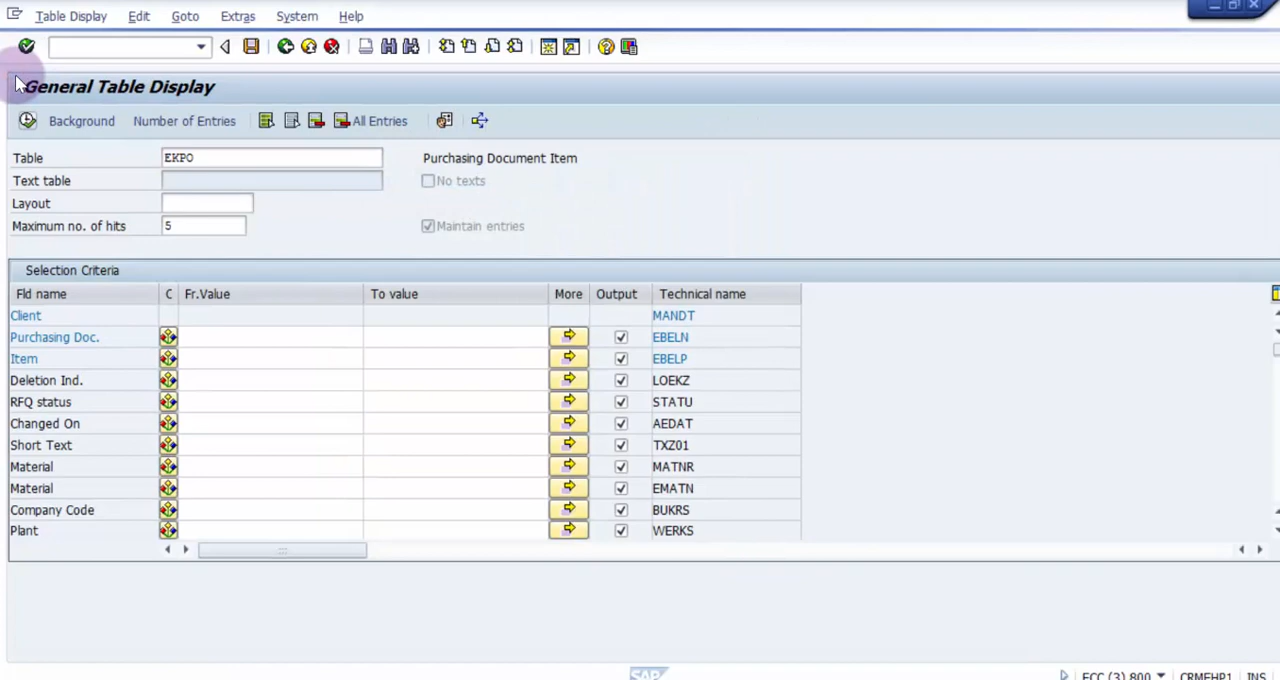 Table Display Edit Goto Extras System Help
General Table Display
Background Number of Entries All Entries
Table EKPO Purchasing Document Item
Text table No texts
Layout
Maximum no. of hits 5 Maintain entries
Selection Criteria
Fld name C Fr.Value To value More Output Technical name
Client MANDT
Purchasing Doc. EBELN
Item EBELP
Deletion Ind. LOEKZ
RFQ status STATU
Changed On AEDAT
Short Text TXZ01
Material MATNR
Material EMATN
Company Code BUKRS
Plant WERKS
SAP ECC (3) 800 CRMEHP1 INS